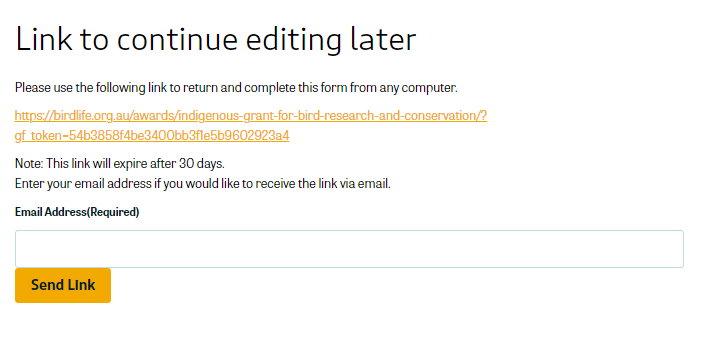 Link to continue editing later
Please use the following link to return and complete this form from any computer.
https://birdlife.org.au/awards/indigenous-grant-for-bird-research-and-conservation/?
gf_token=54b3858f4be3400bb3f1e5b9602923a4
Note: This link will expire after 30 days.
Enter your email address if you would like to receive the link via email.
Email Address(Required)
Send Link